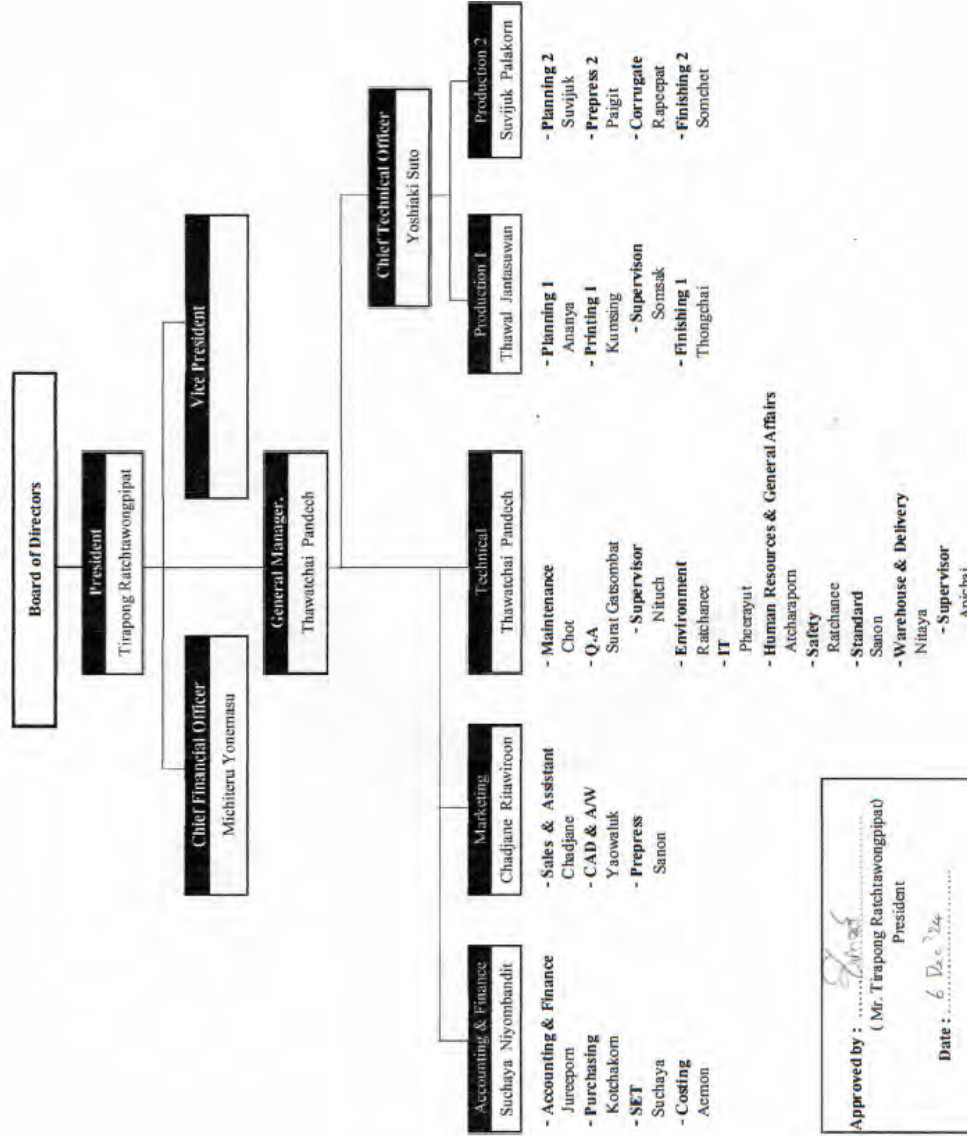 Board of Directors
President
Tirapong Ratchtawongpipat
Chief Financial Officer
Michiteru Yonemasu
Vice President
General Manager.
Thawatchai Pandech
Chief Technical Officer
Yoshiaki Suto
Accounting & Finance
Suchaya Niyombandit
- Accounting & Finance
Jureeporn
- Purchasing
Kotchakorn
- SET
Suchaya
- Costing
Aemon
Marketing
Chadjane Ritawiroon
- Sales & Assistant
Chadjane
- CAD & A/W
Yaowaluk
- Prepress
Sanon
Technical
Thawatchai Pandech
- Maintenance
Chot
- Q.A
Surat Gatsombat
- Supervisor
Nituch
- Environment
Ratchanee
- IT
Pheerayut
- Human Resources & General Affairs
Atcharaporn
- Safety
Ratchanee
- Standard
Sanon
- Warehouse & Delivery
Nitaya
- Supervisor
Production 1
Thawal Jantasuwan
- Planning 1
Ananya
- Printing 1
Kumsing
- Supervison
Somsak
- Finishing 1
Thongchai
Production 2
Suvijuk Palakorn
- Planning 2
Suvijuk
- Prepress 2
Paigit
- Corrugate
Rapeepat
- Finishing 2
Somchet
Approved by :
( Mr. Tirapong Ratchtawongpipat)
President
Date : 6 Dec '24